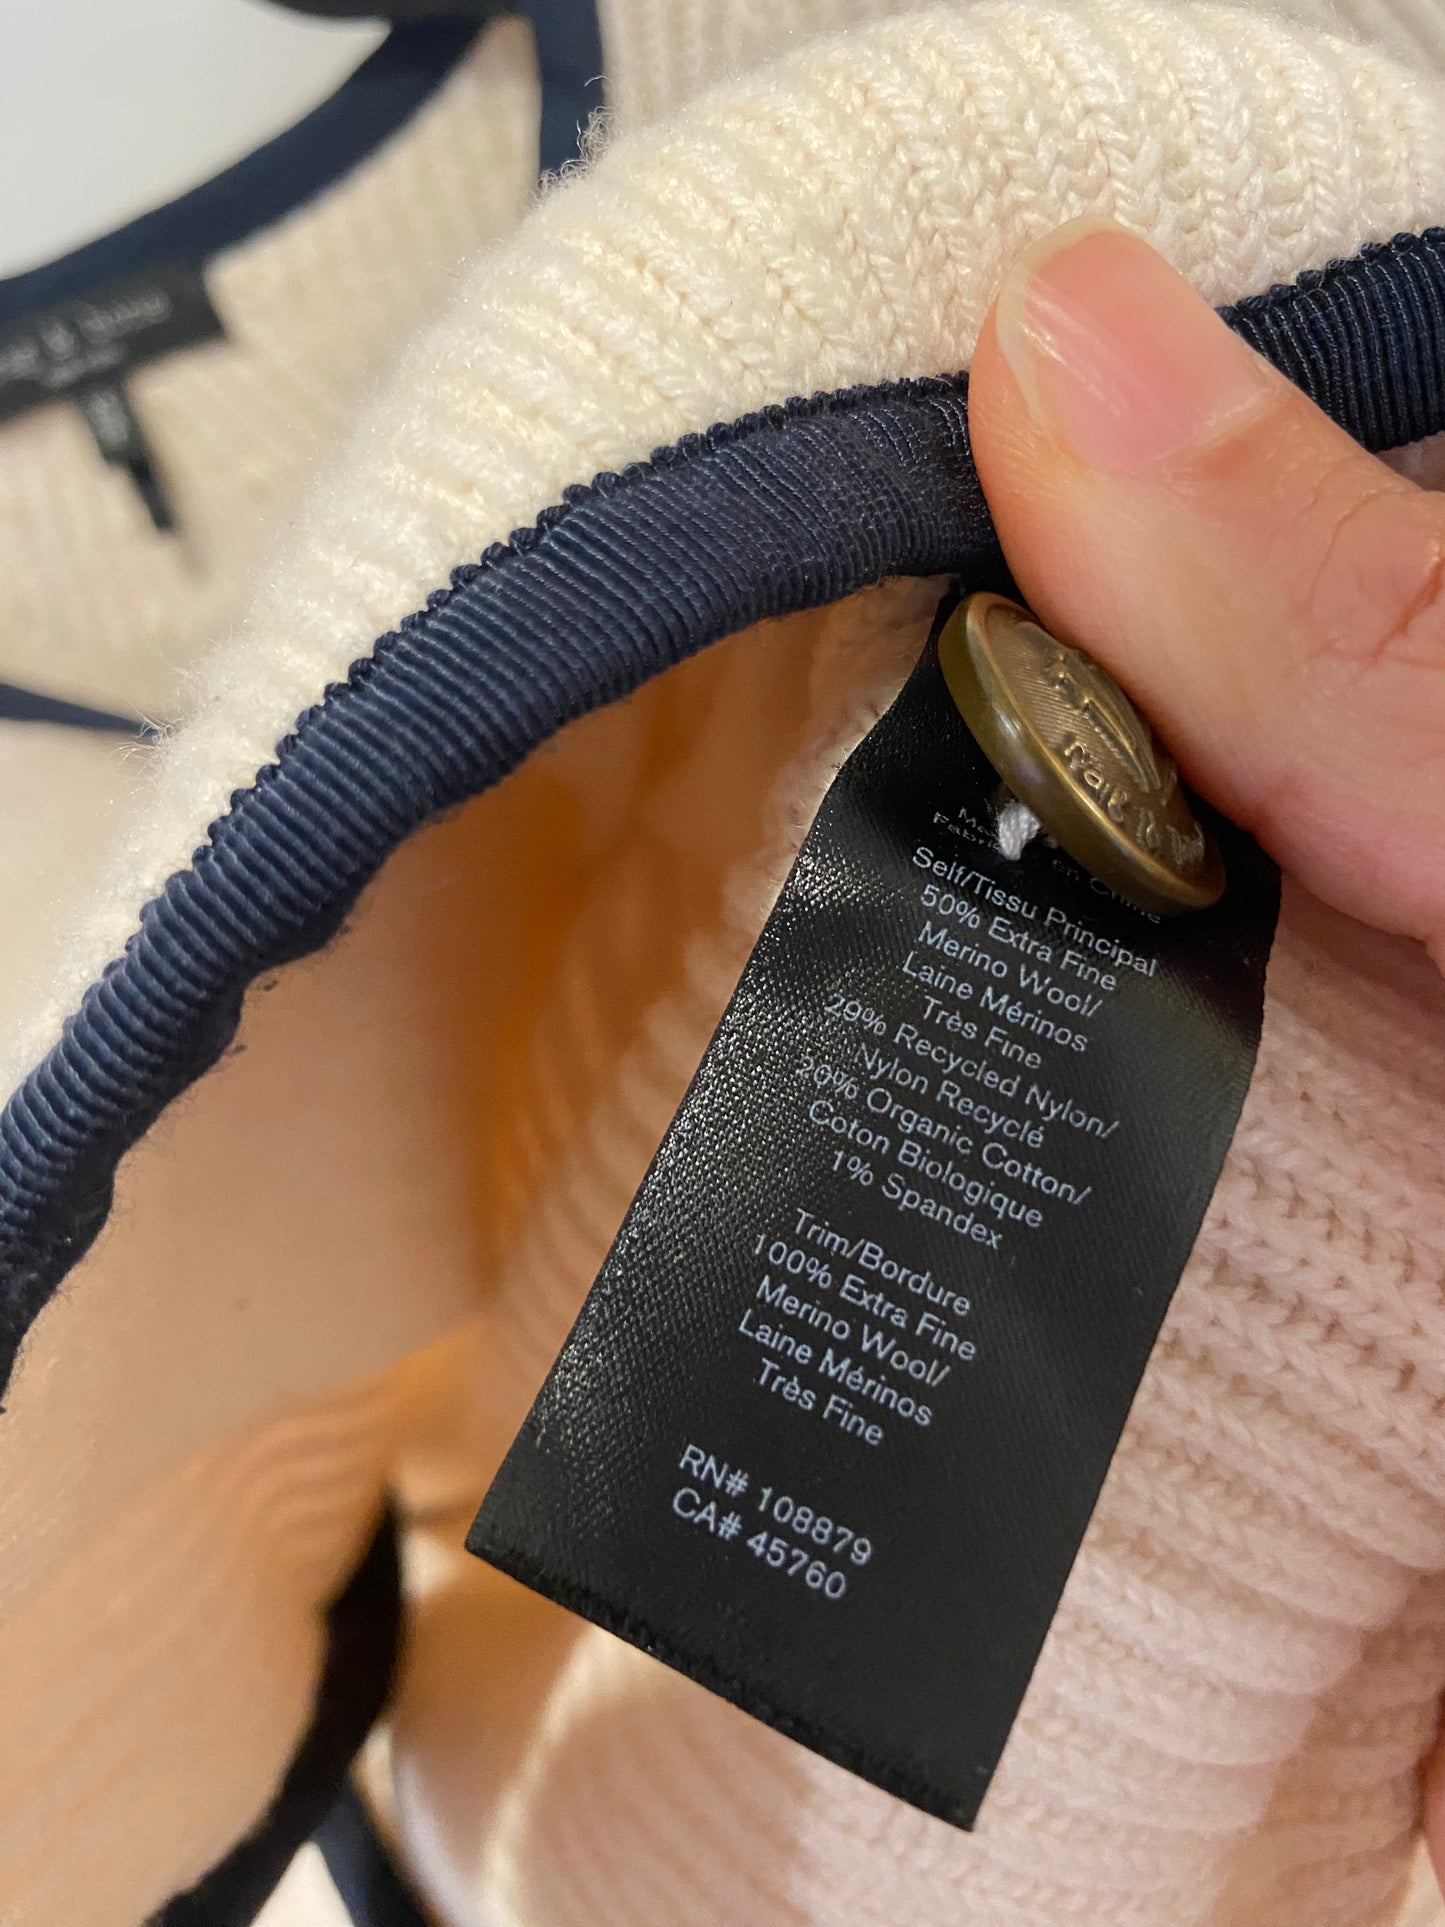 en Chine
Self/Tissu Principal
50% Extra Fine
Merino Wool/
Laine Mérinos
Très Fine
29% Recycled Nylon/
Nylon Recyclé
20% Organic Cotton/
Coton Biologique
1% Spandex
Trim/Bordure
100% Extra Fine
Merino Wool/
Laine Mérinos
Très Fine
RN# 108879
CA# 45760